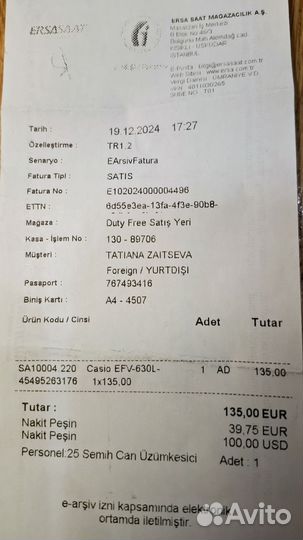 ERSA SAAT MAGAZACILIK A.Ş.
ERSASAAT
İSTANBUL
Tarih : 19.12.2024 17:27
Özelleştirme : TR1.2
Senaryo : EArsivFatura
Fatura Tipi : SATIS
Fatura No : E102024000004496
ETTN : 6d55e3ea-13fa-4f3e-90b8-
Mağaza : Duty Free Satış Yeri
Kasa - İşlem No : 130 - 89706
Müşteri : TATIANA ZAITSEVA
Foreign / YURTDIŞI
Pasaport : 767493416
Biniş Kartı : A4 - 4507
Ürün Kodu / Cinsi Adet Tutar
SA10004.220 Casio EFV-630L- 1 AD 135,00
45495263176 1x135,00
Tutar : 135,00 EUR
Nakit Peşin 39,75 EUR
Nakit Peşin 100,00 USD
Personel:25 Semih Can Üzümkesici Adet : 1
e-arşiv izni kapsamında elektronik
ortamda iletilmiştir.
Avito